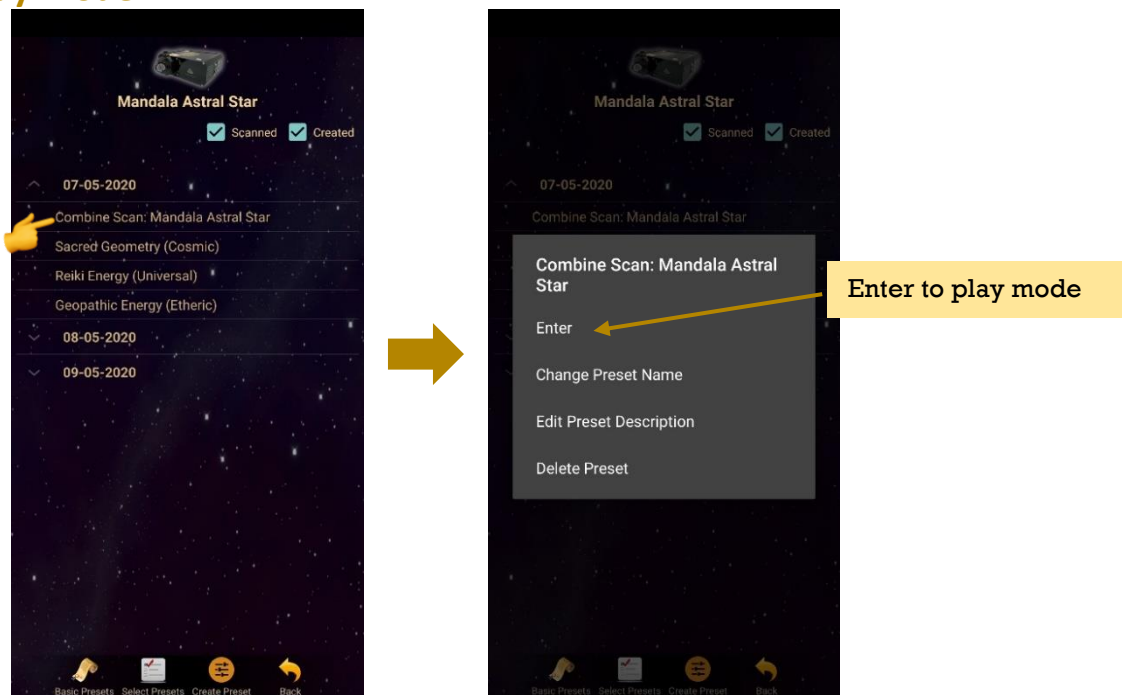 Mandala Astral Star
Scanned Created
07-05-2020
Combine Scan: Mandala Astral Star
Sacred Geometry (Cosmic)
Reiki Energy (Universal)
Geopathic Energy (Etheric)
08-05-2020
09-05-2020
Basic Presets Select Presets Create Preset Back
Mandala Astral Star
Scanned Created
07-05-2020
Combine Scan: Mandala Astral Star
Combine Scan: Mandala Astral
Star
Enter
Change Preset Name
Edit Preset Description
Delete Preset
Basic Presets Select Presets Create Preset Back
Enter to play mode